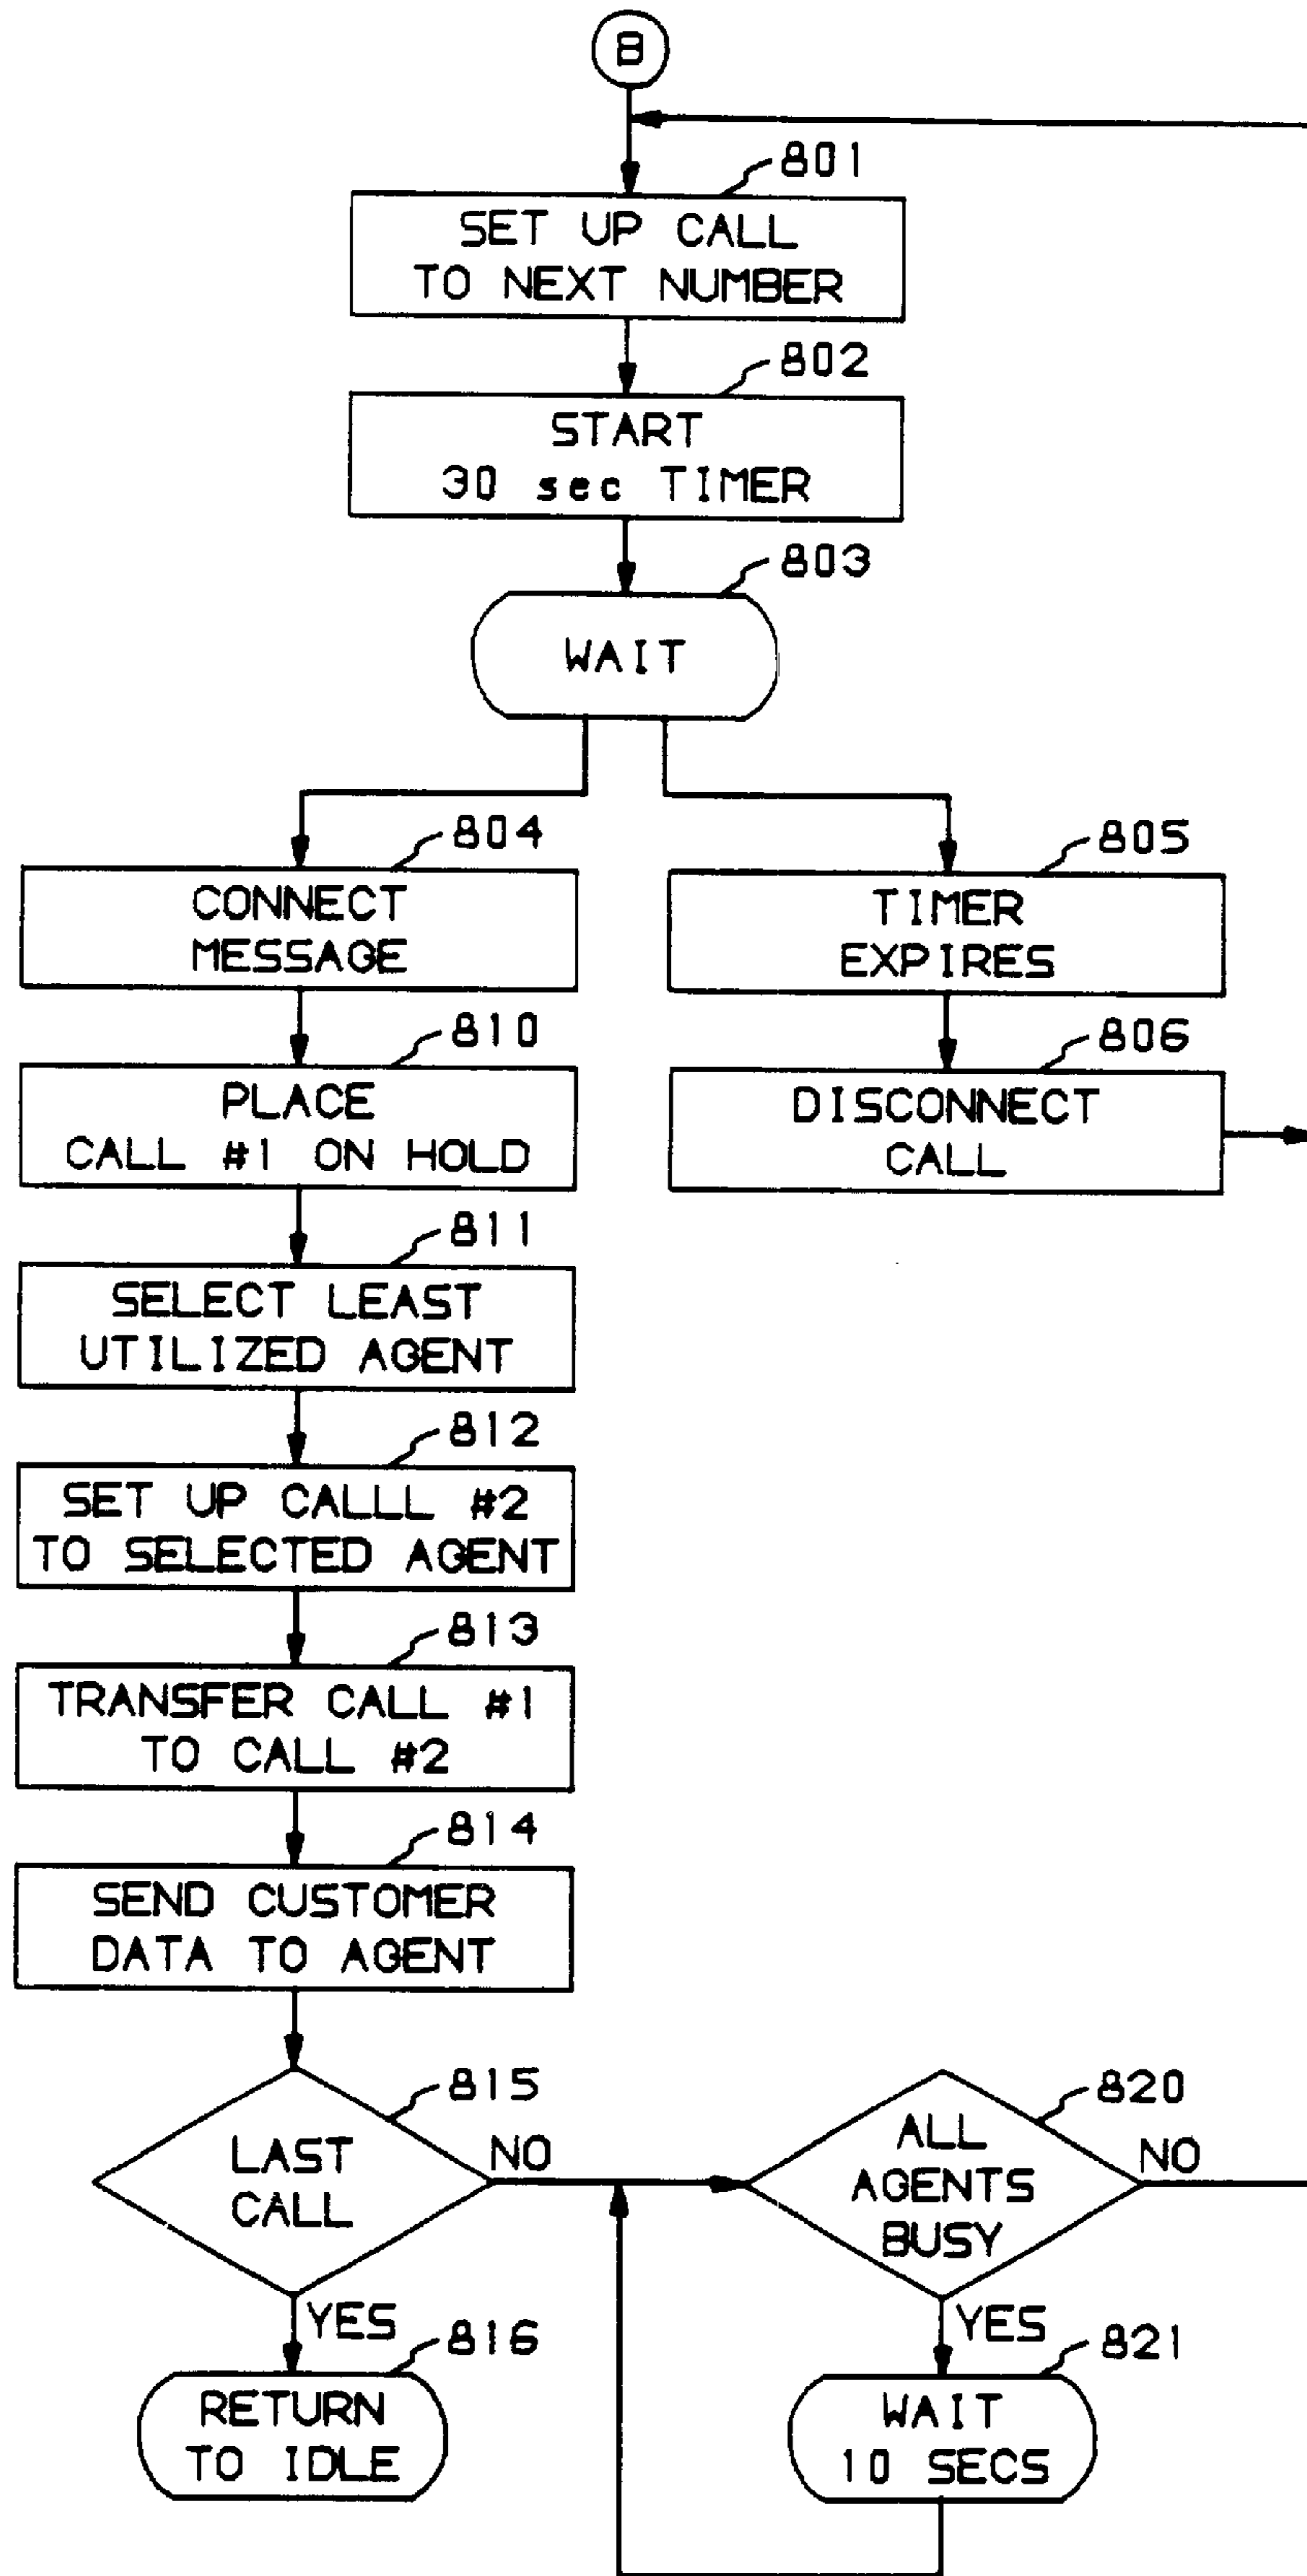 B
801
SET UP CALL
TO NEXT NUMBER
802
START
30 sec TIMER
803
WAIT
804
CONNECT
MESSAGE
805
TIMER
EXPIRES
810
PLACE
CALL #1 ON HOLD
806
DISCONNECT
CALL
811
SELECT LEAST
UTILIZED AGENT
812
SET UP CALLL #2
TO SELECTED AGENT
813
TRANSFER CALL #1
TO CALL #2
814
SEND CUSTOMER
DATA TO AGENT
815
LAST
CALL
NO
YES
816
RETURN
TO IDLE
820
ALL
AGENTS
BUSY
NO
YES
821
WAIT
10 SECS